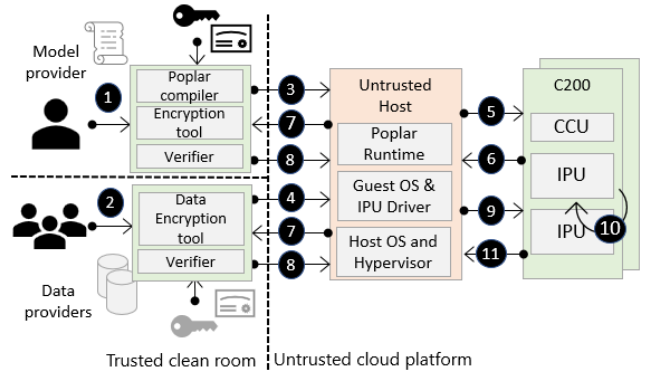 Model
provider
1
Poplar
compiler
Encryption
tool
Verifier
3
7
8
Untrusted
Host
Poplar
Runtime
Guest OS &
IPU Driver
Host OS and
Hypervisor
5
6
9
11
C200
CCU
IPU
IPU
10
2
Data
Encryption
tool
Verifier
4
7
8
Data
providers
Trusted clean room
Untrusted cloud platform